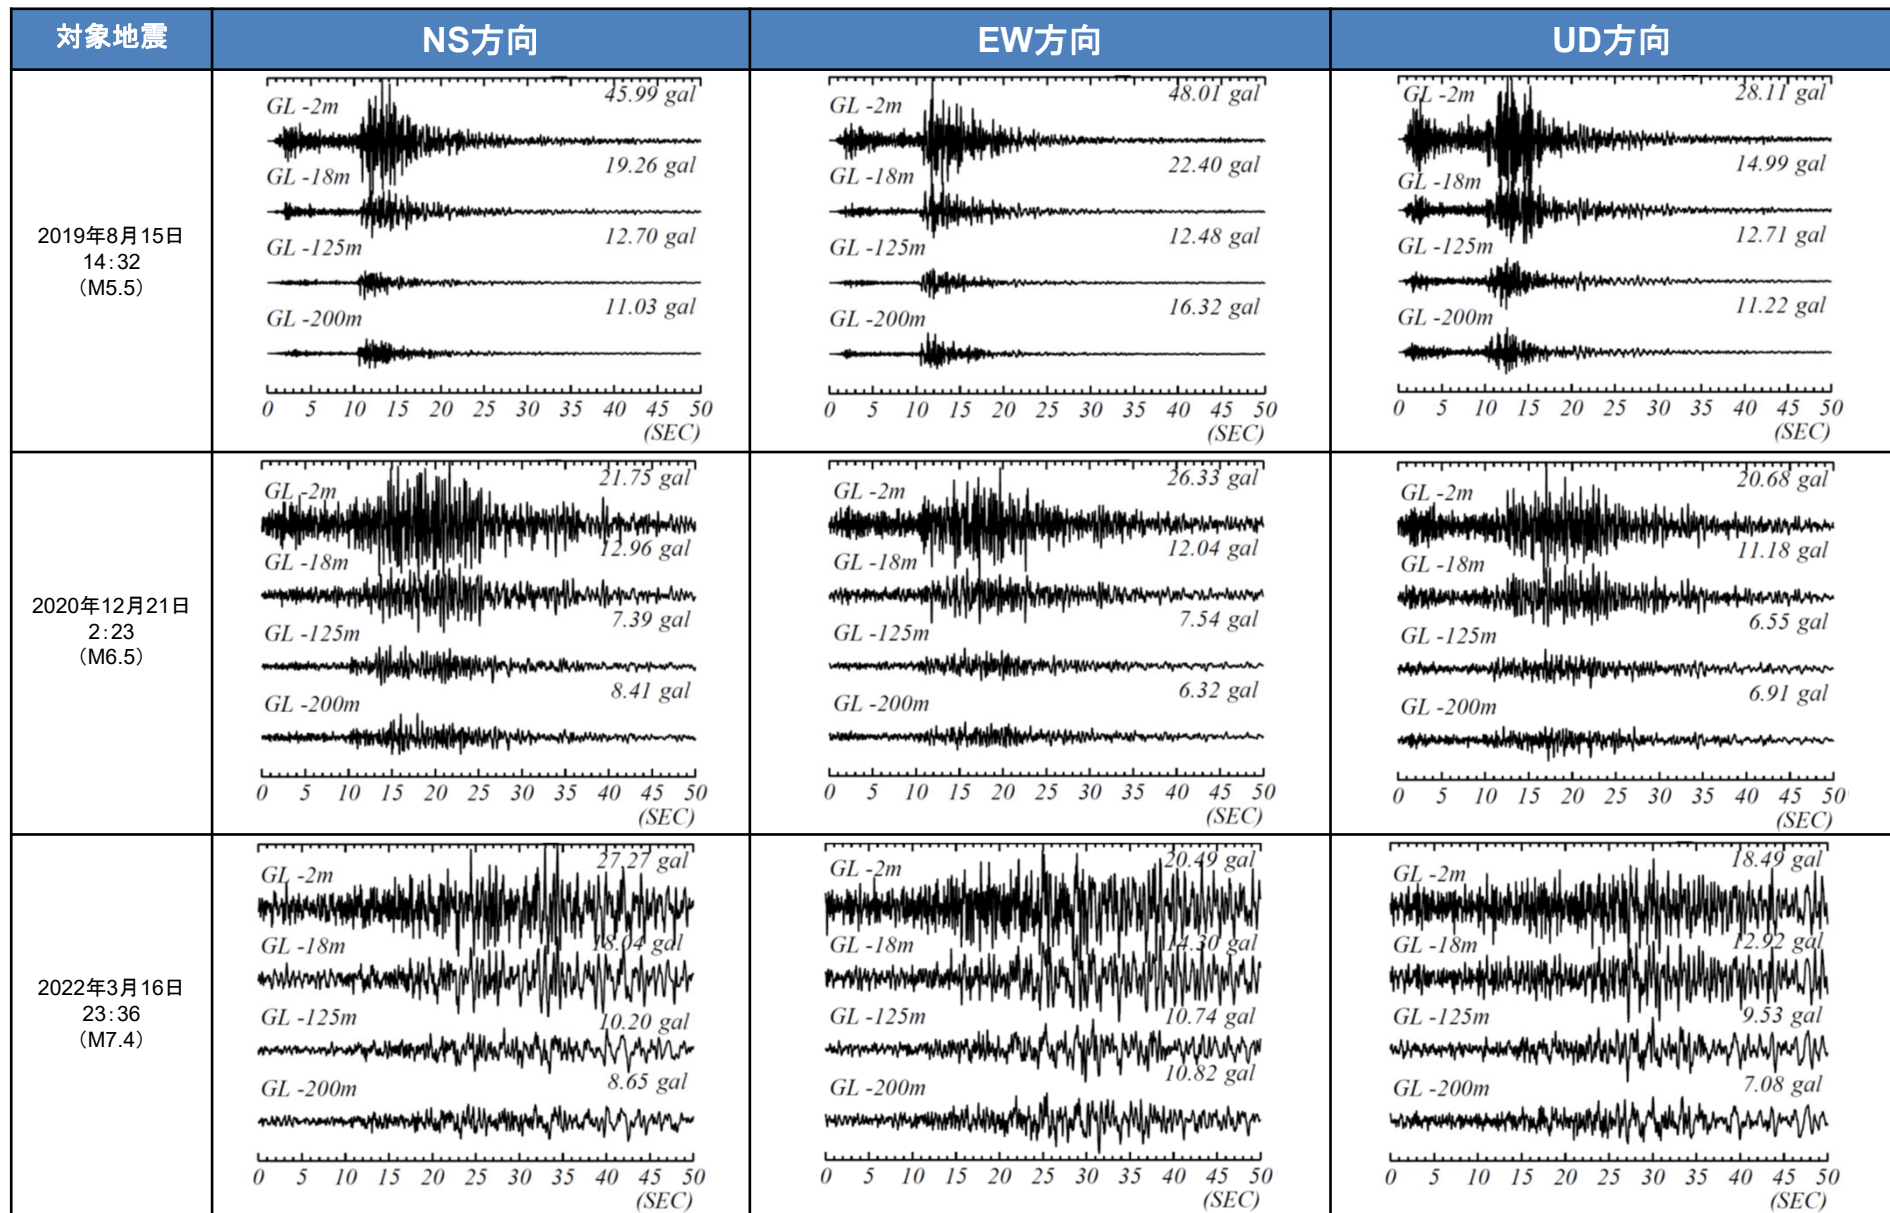 対象地震
NS方向
EW方向
UD方向
2019年8月15日
14:32
（M5.5）
GL -2m
45.99 gal
GL -18m
19.26 gal
GL -125m
12.70 gal
GL -200m
11.03 gal
0 5 10 15 20 25 30 35 40 45 50
(SEC)
GL -2m
48.01 gal
GL -18m
22.40 gal
GL -125m
12.48 gal
GL -200m
16.32 gal
0 5 10 15 20 25 30 35 40 45 50
(SEC)
GL -2m
28.11 gal
GL -18m
14.99 gal
GL -125m
12.71 gal
GL -200m
11.22 gal
0 5 10 15 20 25 30 35 40 45 50
(SEC)
2020年12月21日
2:23
（M6.5）
GL -2m
21.75 gal
GL -18m
12.96 gal
GL -125m
7.39 gal
GL -200m
8.41 gal
0 5 10 15 20 25 30 35 40 45 50
(SEC)
GL -2m
26.33 gal
GL -18m
12.04 gal
GL -125m
7.54 gal
GL -200m
6.32 gal
0 5 10 15 20 25 30 35 40 45 50
(SEC)
GL -2m
20.68 gal
GL -18m
11.18 gal
GL -125m
6.55 gal
GL -200m
6.91 gal
0 5 10 15 20 25 30 35 40 45 50
(SEC)
2022年3月16日
23:36
（M7.4）
GL -2m
27.27 gal
GL -18m
18.04 gal
GL -125m
10.20 gal
GL -200m
8.65 gal
0 5 10 15 20 25 30 35 40 45 50
(SEC)
GL -2m
20.49 gal
GL -18m
14.30 gal
GL -125m
10.74 gal
GL -200m
10.82 gal
0 5 10 15 20 25 30 35 40 45 50
(SEC)
GL -2m
18.49 gal
GL -18m
12.92 gal
GL -125m
9.53 gal
GL -200m
7.08 gal
0 5 10 15 20 25 30 35 40 45 50
(SEC)